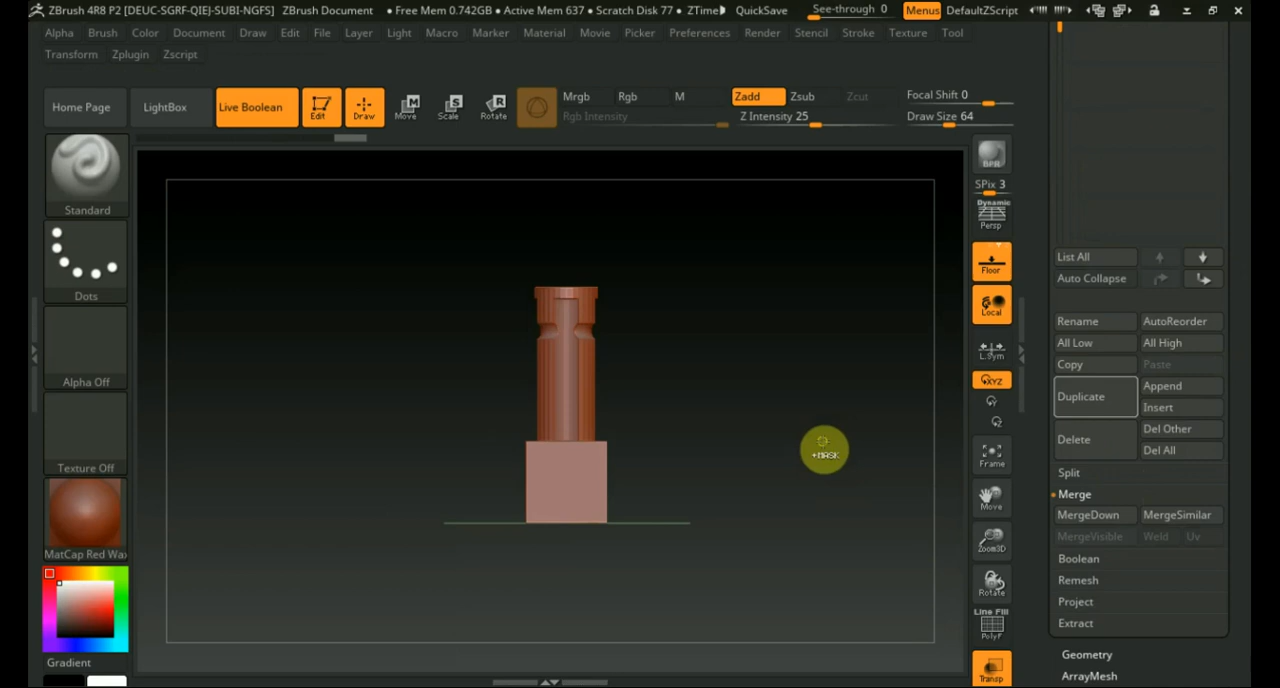 ZBrush 4R8 P2 [DEUC-SGRF-QIEJ-SUBI-NGFS] ZBrush Document • Free Mem 0.742GB • Active Mem 637 • Scratch Disk 77 • ZTime QuickSave See-through 0 Menus DefaultZScript
Alpha Brush Color Document Draw Edit File Layer Light Macro Marker Material Movie Picker Preferences Render Stencil Stroke Texture Tool
Transform Zplugin Zscript
Home Page LightBox Live Boolean Edit Draw Move Scale Rotate
Mrgb Rgb M
Rgb Intensity
Zadd Zsub Zcut
Z Intensity 25
Focal Shift 0
Draw Size 64
Standard
Dots
Alpha Off
Texture Off
MatCap Red Wax
Gradient
+MASK
BPR
SPix 3
Dynamic
Persp
Floor
Local
L.Sym
XYZ
Y
Z
Frame
Move
Zoom3D
Rotate
Line Fill
PolyF
Transp
List All
Auto Collapse
Rename AutoReorder
All Low All High
Copy Paste
Duplicate Append
Insert
Delete Del Other
Del All
Split
Merge
MergeDown MergeSimilar
MergeVisible Weld Uv
Boolean
Remesh
Project
Extract
Geometry
ArrayMesh